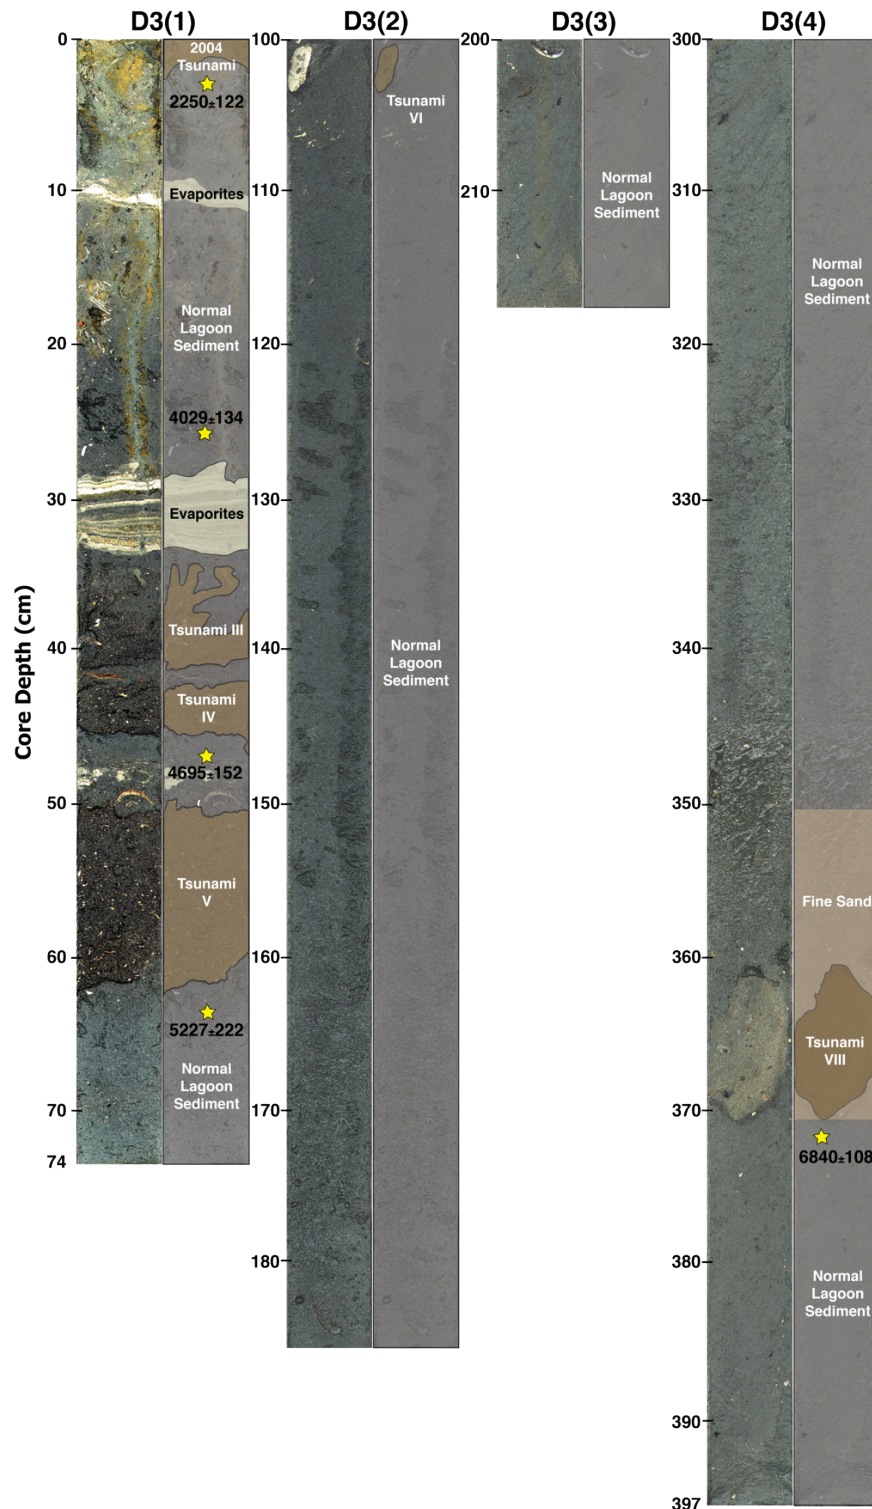 D3(1)
D3(2)
D3(3)
D3(4)
Core Depth (cm)
0
10
20
30
40
50
60
70
74
2004
Tsunami
2250±122
Evaporites
Normal
Lagoon
Sediment
4029±134
Evaporites
Tsunami III
Tsunami
IV
4695±152
Tsunami
V
5227±222
Normal
Lagoon
Sediment
100
110
120
130
140
150
160
170
180
Tsunami
VI
Normal
Lagoon
Sediment
200
210
Normal
Lagoon
Sediment
300
310
320
330
340
350
360
370
380
390
397
Normal
Lagoon
Sediment
Fine Sand
Tsunami
VIII
6840±108
Normal
Lagoon
Sediment